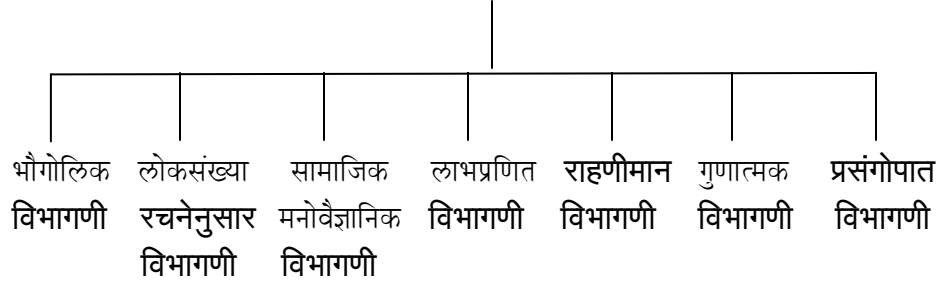 भौगोलिक लोकसंख्या सामाजिक लाभप्रणित राहणीमान गुणात्मक प्रसंगोपात
विभागणी रचनेनुसार मनोवैज्ञानिक विभागणी विभागणी विभागणी विभागणी
विभागणी विभागणी